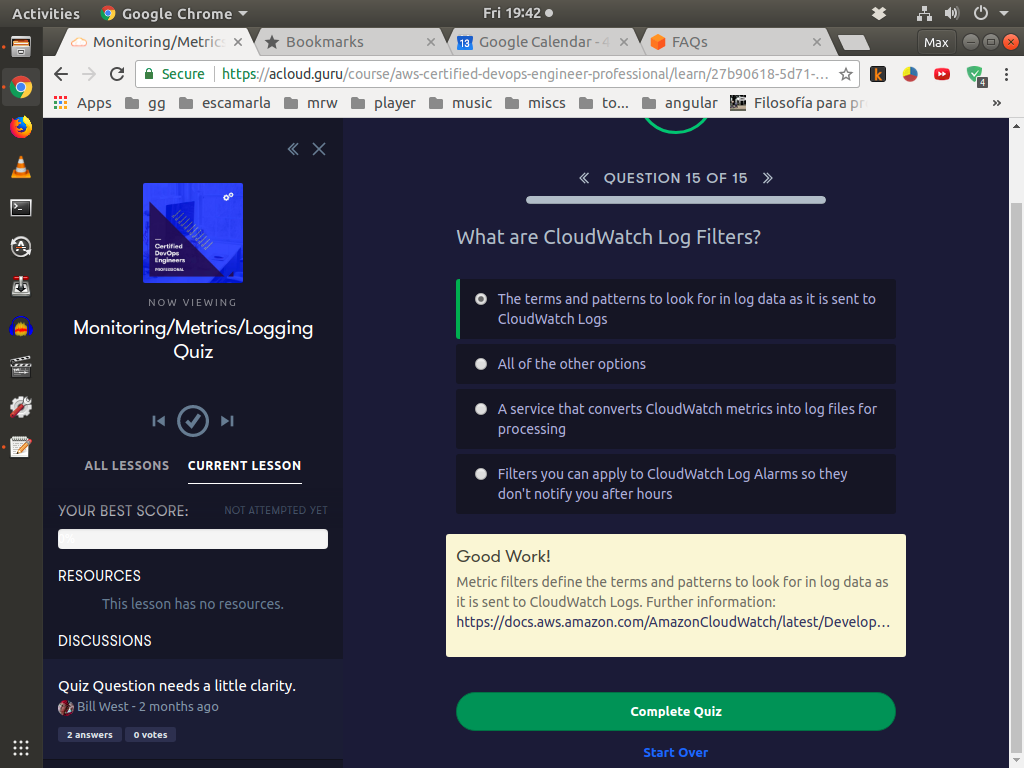 Activities
Google Chrome
Fri 19:42
Monitoring/Metrics
Bookmarks
Google Calendar - 4
FAQs
Max
Secure
https://acloud.guru/course/aws-certified-devops-engineer-professional/learn/27b90618-5d71-...
Apps
gg
escamarla
mrw
player
music
miscs
to...
angular
Filosofía para pr
»
4
13
Certified
DevOps
Engineers
PROFESSIONAL
NOW VIEWING
Monitoring/Metrics/Logging
Quiz
ALL LESSONS
CURRENT LESSON
YOUR BEST SCORE:
NOT ATTEMPTED YET
RESOURCES
This lesson has no resources.
DISCUSSIONS
Quiz Question needs a little clarity.
Bill West - 2 months ago
2 answers
0 votes
QUESTION 15 OF 15
What are CloudWatch Log Filters?
The terms and patterns to look for in log data as it is sent to
CloudWatch Logs
All of the other options
A service that converts CloudWatch metrics into log files for
processing
Filters you can apply to CloudWatch Log Alarms so they
don't notify you after hours
Good Work!
Metric filters define the terms and patterns to look for in log data as
it is sent to CloudWatch Logs. Further information:
https://docs.aws.amazon.com/AmazonCloudWatch/latest/Develop...
Complete Quiz
Start Over